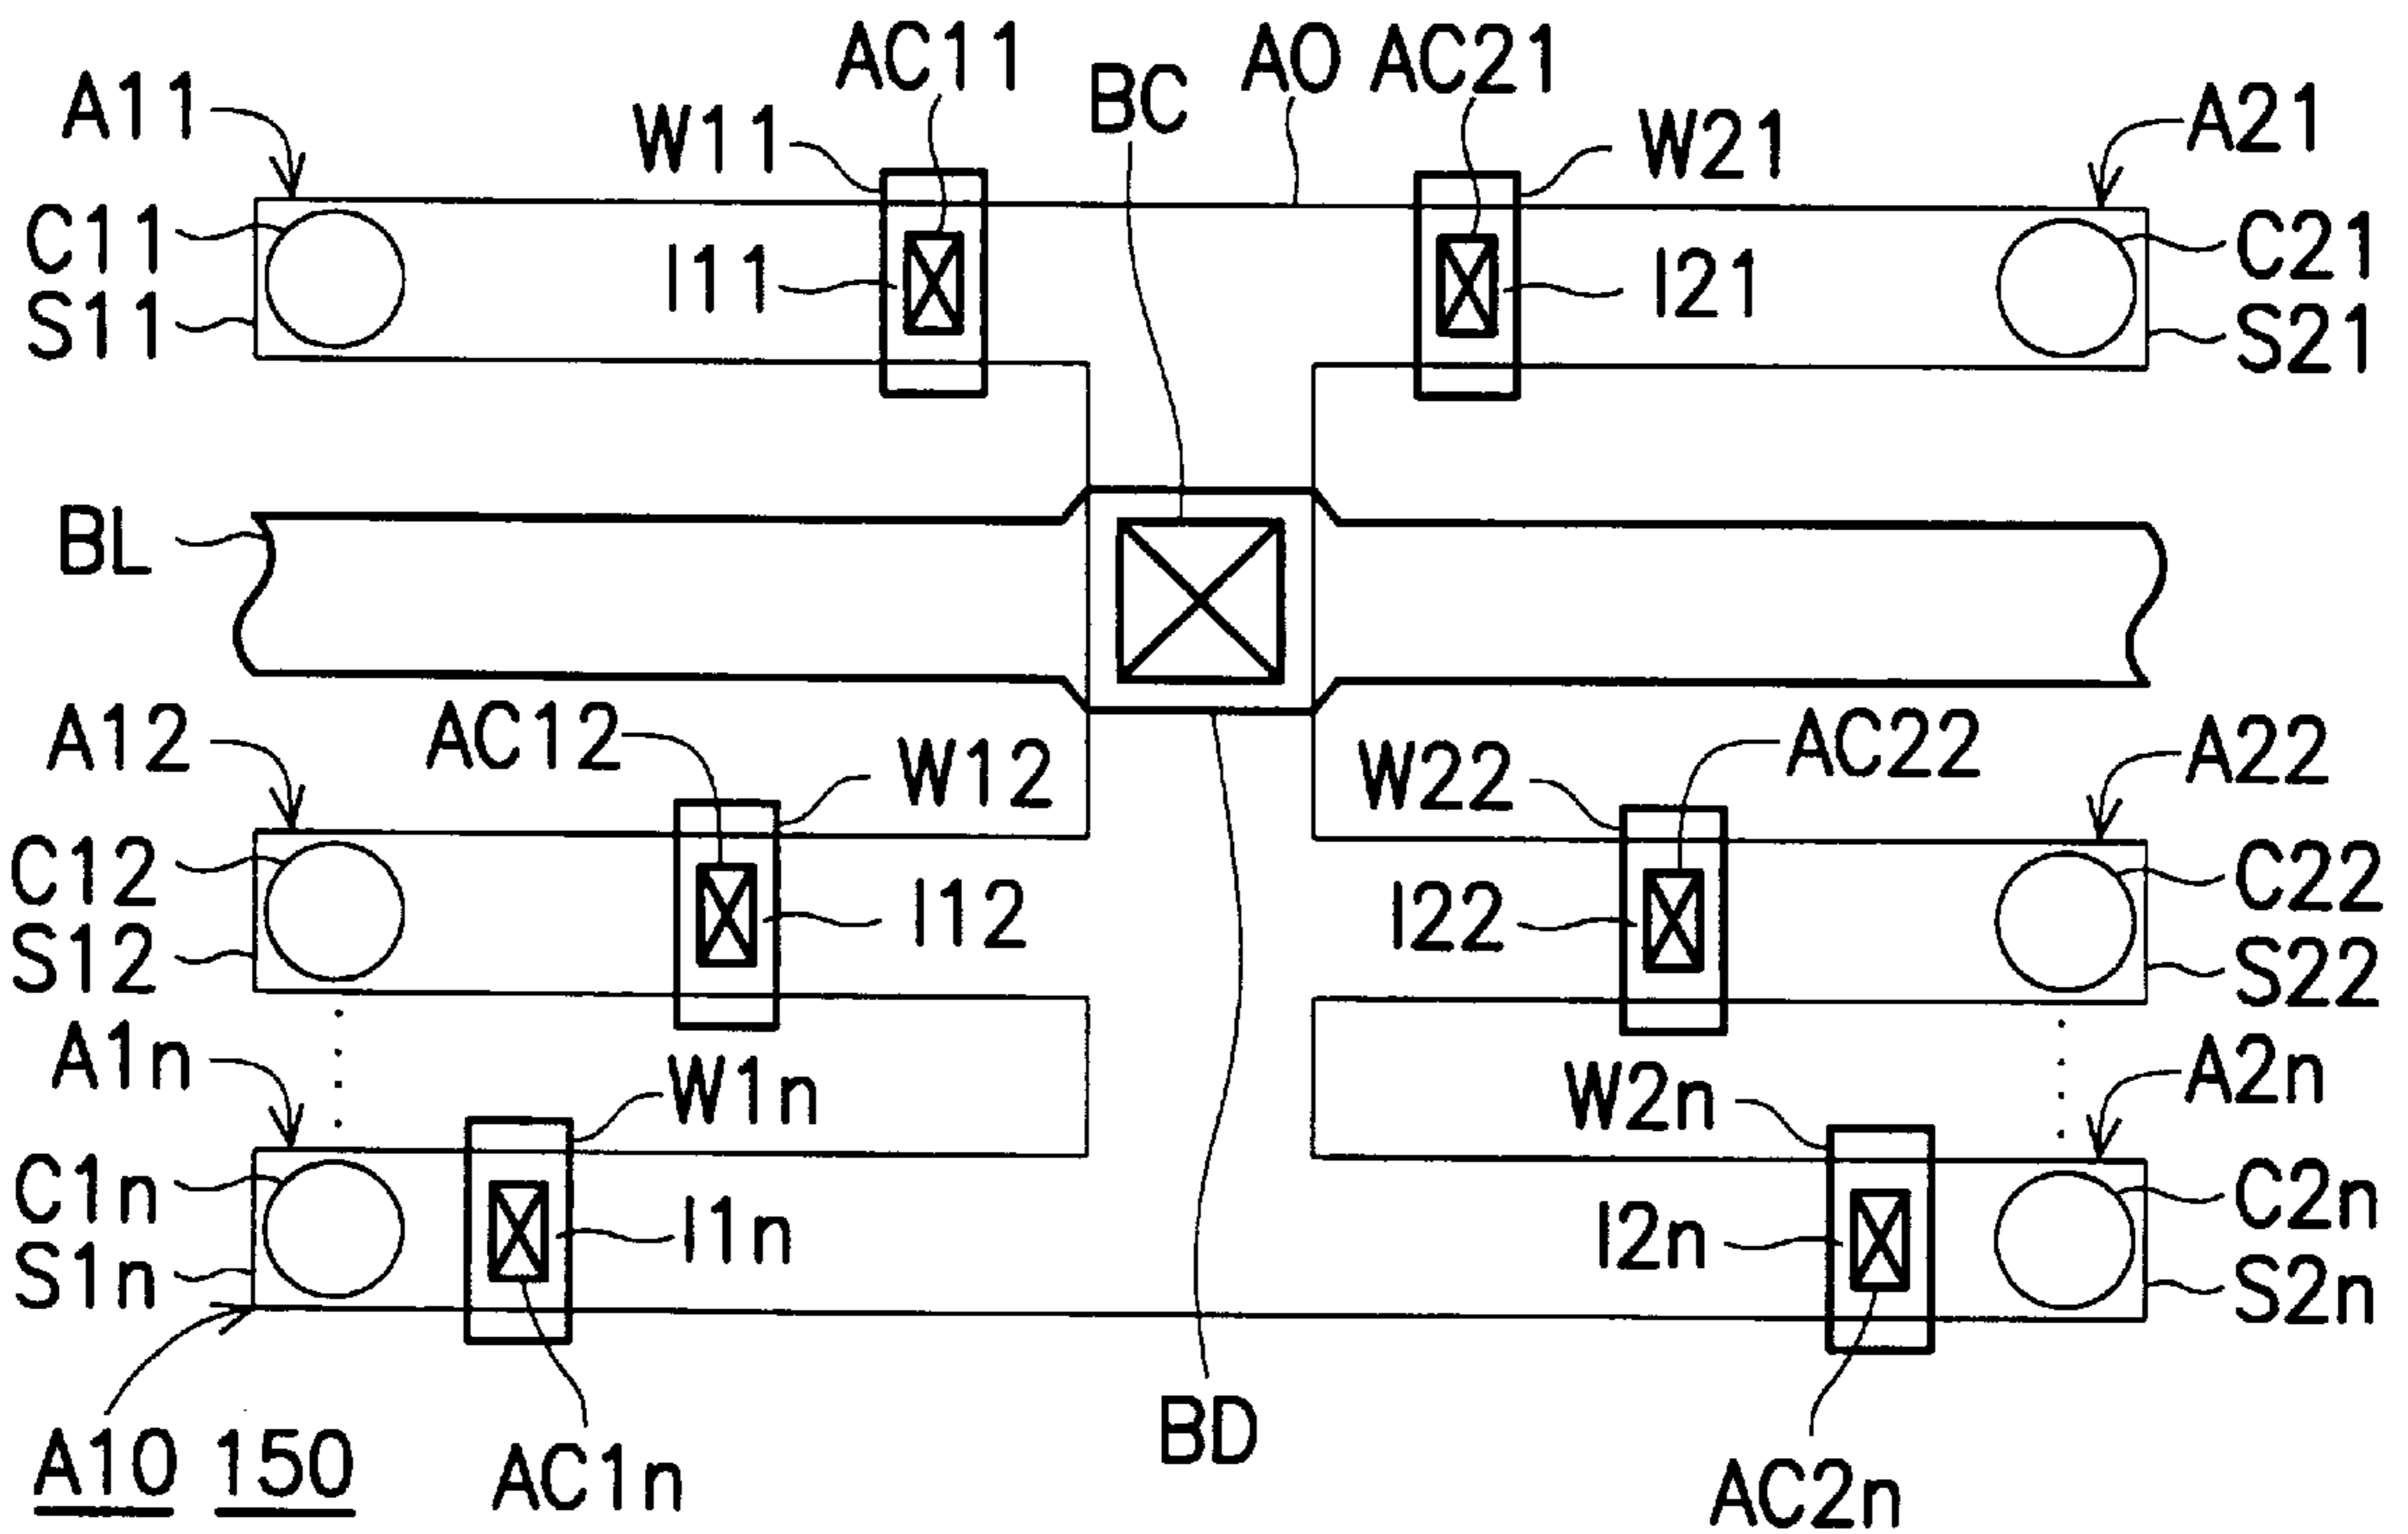 AC11 AO AC21
A11 W11 BC W21 A21
C11 I11 I21 C21
S11 S21
BL
A12 AC12 W12 W22 AC22 A22
C12 I12 I22 C22
S12 S22
A1n W1n W2n A2n
C1n I1n I2n C2n
S1n S2n
A10 150 AC1n BD AC2n